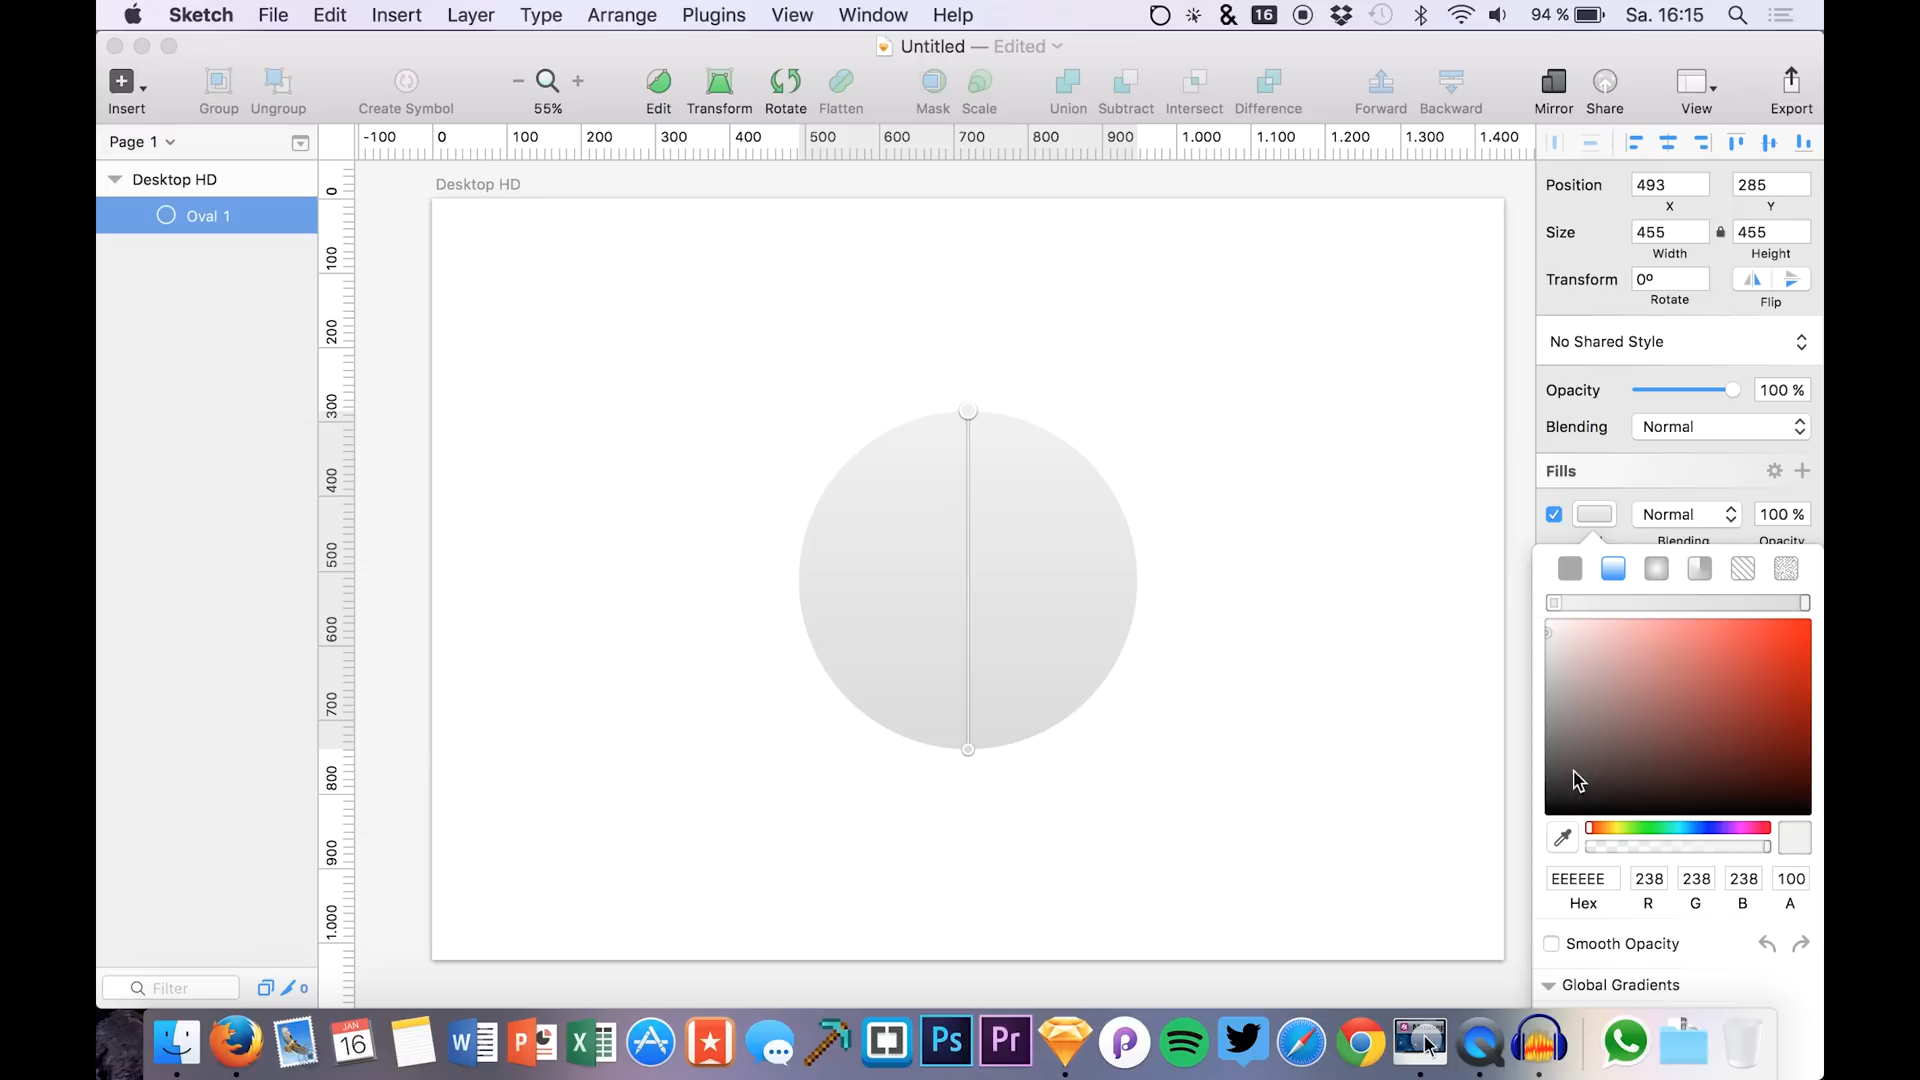 Sketch File Edit Insert Layer Type Arrange Plugins View Window Help 16 94 % Sa. 16:15
Untitled — Edited
Insert Group Ungroup Create Symbol 55% Edit Transform Rotate Flatten Mask Scale Union Subtract Intersect Difference Forward Backward Mirror Share View Export
Page 1
-100 0 100 200 300 400 500 600 700 800 900 1.000 1.100 1.200 1.300 1.400
Desktop HD
Oval 1
0
100
200
300
400
500
600
700
800
900
1.000
Desktop HD
Position 493 285
X Y
Size 455 455
Width Height
Transform 0º
Rotate Flip
No Shared Style
Opacity 100 %
Blending Normal
Fills
Normal 100 %
Blending Opacity
EEEEEE 238 238 238 100
Hex R G B A
Smooth Opacity
Global Gradients
Filter 0
JAN
16
W P X Ps Pr